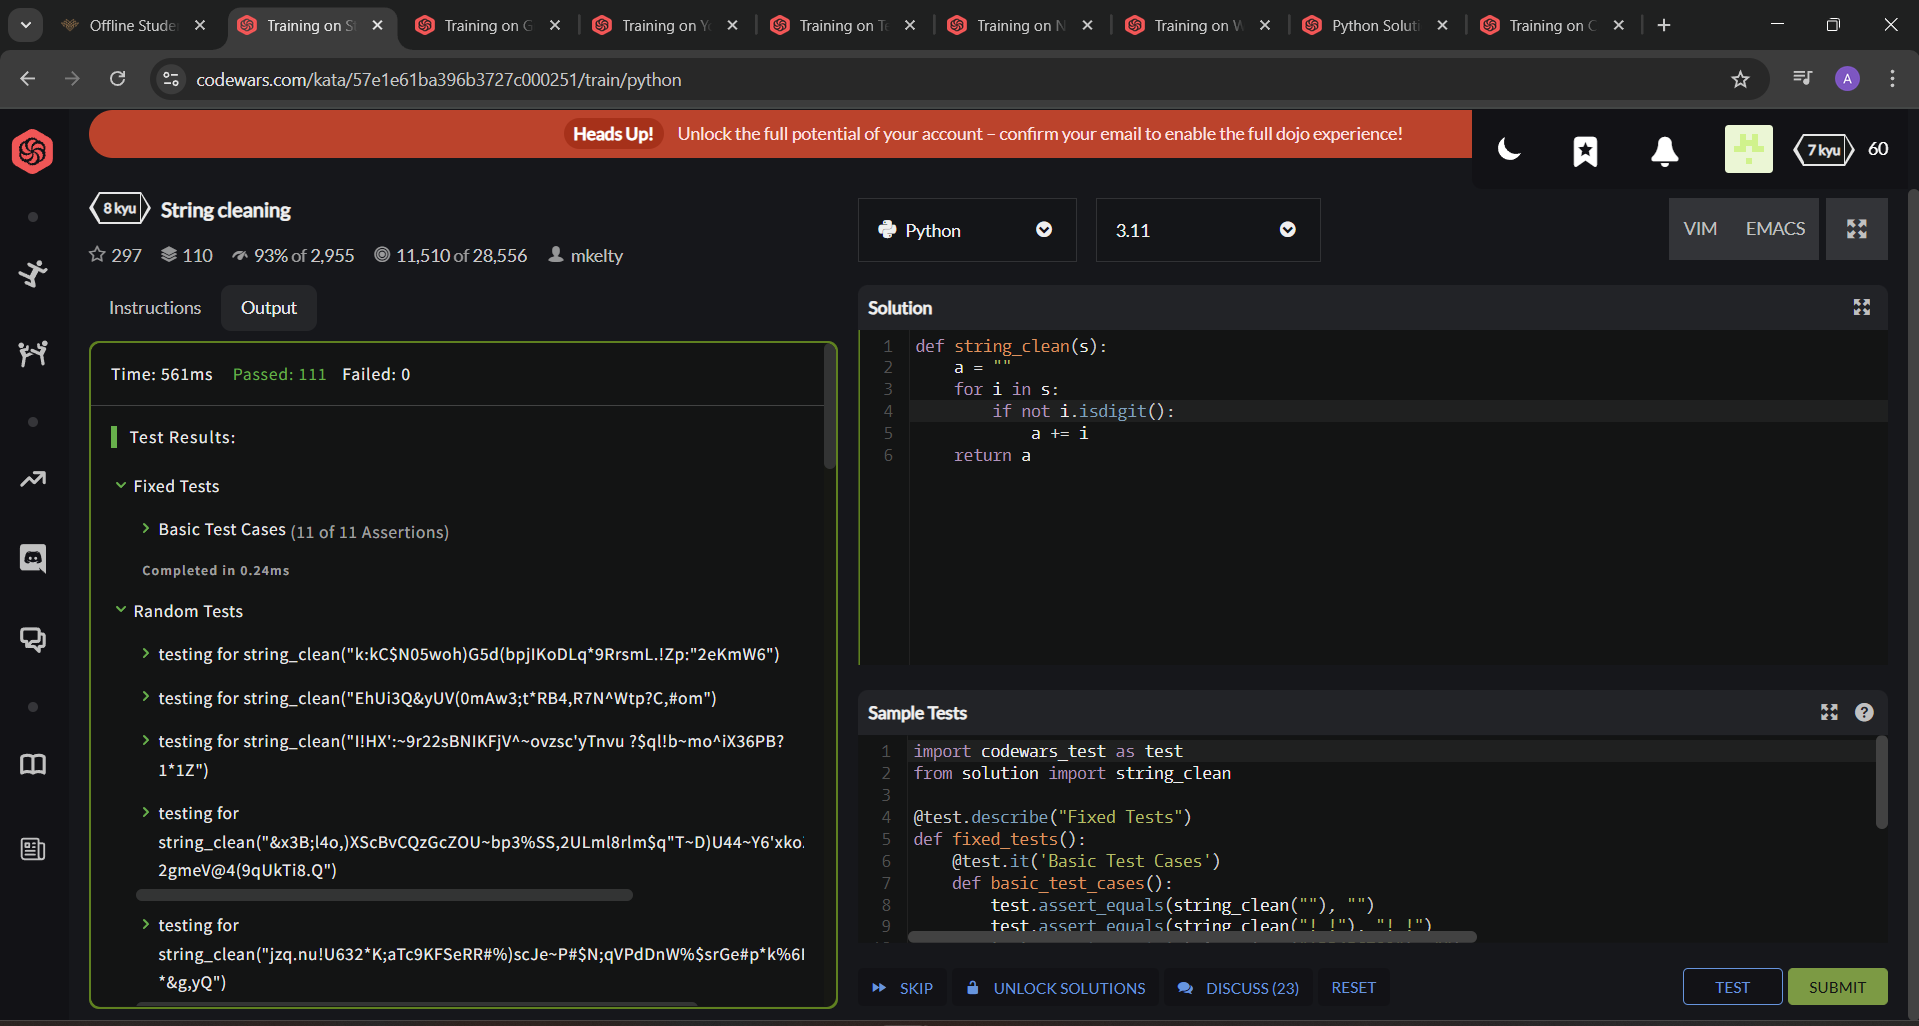 Offline Stude
Training on S
Training on G
Training on Y
Training on Te
Training on N
Training on W
Python Soluti
Training on C
codewars.com/kata/57e1e61ba396b3727c000251/train/python
A
Heads Up! Unlock the full potential of your account – confirm your email to enable the full dojo experience!
7 kyu 60
8 kyu String cleaning
297 110 93% of 2,955 11,510 of 28,556 mkelty
Python
3.11
VIM EMACS
Instructions Output
Time: 561ms Passed: 111 Failed: 0
Test Results:
Fixed Tests
Basic Test Cases (11 of 11 Assertions)
Completed in 0.24ms
Random Tests
testing for string_clean("k:kC$N05woh)G5d(bpjIKoDLq*9RrsmL.!Zp:"2eKmW6")
testing for string_clean("EhUi3Q&yUV(0mAw3;t*RB4,R7N^Wtp?C,#om")
testing for string_clean("I!HX':~9r22sBNIKFjV^~ovzsc'yTnvu ?$ql!b~mo^iX36PB?
1*1Z")
testing for
string_clean("&x3B;l4o,)XScBvCQzGcZOU~bp3%SS,2ULml8rlm$q"T~D)U44~Y6'xko
2gmeV@4(9qUkTi8.Q")
testing for
string_clean("jzq.nu!U632*K;aTc9KFSeRR#%)scJe~P#$N;qVPdDnW%$srGe#p*k%6
*&g,yQ")
Solution
1 def string_clean(s):
2 a = ""
3 for i in s:
4 if not i.isdigit():
5 a += i
6 return a
Sample Tests
1 import codewars_test as test
2 from solution import string_clean
3
4 @test.describe("Fixed Tests")
5 def fixed_tests():
6 @test.it('Basic Test Cases')
7 def basic_test_cases():
8 test.assert_equals(string_clean(""), "")
9 test.assert_equals(string_clean("! !"), "! !")
SKIP UNLOCK SOLUTIONS DISCUSS (23) RESET
TEST SUBMIT